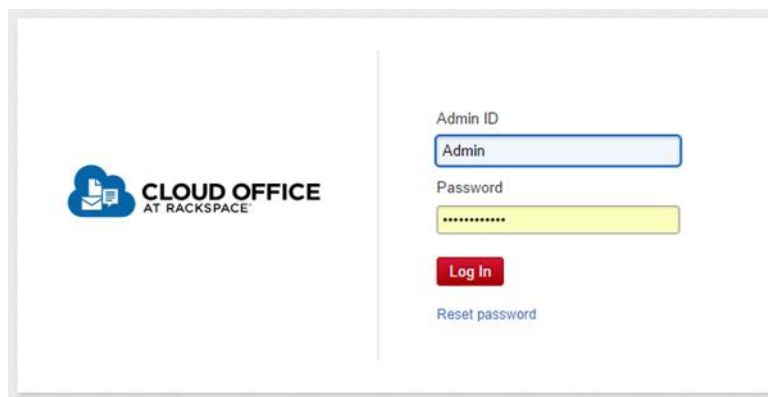 CLOUD OFFICE
AT RACKSPACE®
Admin ID
Admin
Password
••••••••••••
Log In
Reset password